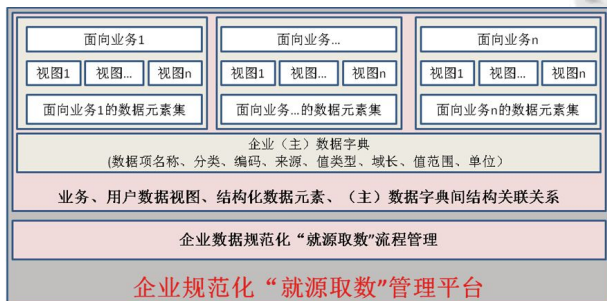 面向业务1
面向业务...
面向业务n
视图1 视图... 视图n
视图1 视图... 视图n
视图1 视图... 视图n
面向业务1的数据元素集
面向业务...的数据元素集
面向业务n的数据元素集
企业（主）数据字典
(数据项名称、分类、编码、来源、值类型、域长、值范围、单位）
业务、用户数据视图、结构化数据元素、（主）数据字典间结构关联关系
企业数据规范化“就源取数”流程管理
企业规范化“就源取数”管理平台